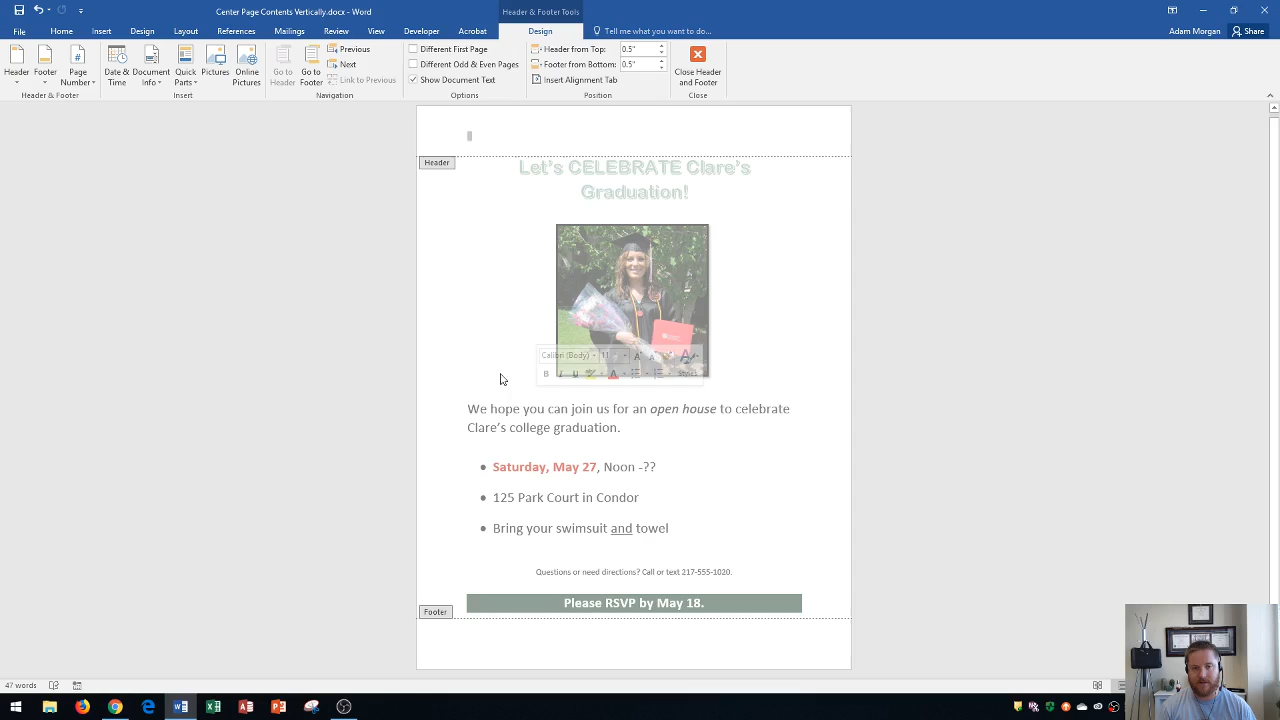 Center Page Contents Vertically.docx - Word
Header & Footer Tools
File
Home
Insert
Design
Layout
References
Mailings
Review
View
Developer
Acrobat
Design
Tell me what you want to do...
Adam Morgan
Share
Header
Footer
Page
Number
Header & Footer
Date &
Time
Document
Info
Quick
Parts
Pictures
Online
Pictures
Insert
Go to
Header
Go to
Footer
Previous
Next
Link to Previous
Navigation
Different First Page
Different Odd & Even Pages
Show Document Text
Options
Header from Top: 0.5"
Footer from Bottom: 0.5"
Insert Alignment Tab
Position
Close Header
and Footer
Close
Header
Let's CELEBRATE Clare's
Graduation!
Calibri (Body) 11
B I U Styles
We hope you can join us for an open house to celebrate
Clare's college graduation.
• Saturday, May 27, Noon -??
• 125 Park Court in Condor
• Bring your swimsuit and towel
Questions or need directions? Call or text 217-555-1020.
Please RSVP by May 18.
Footer
47 words